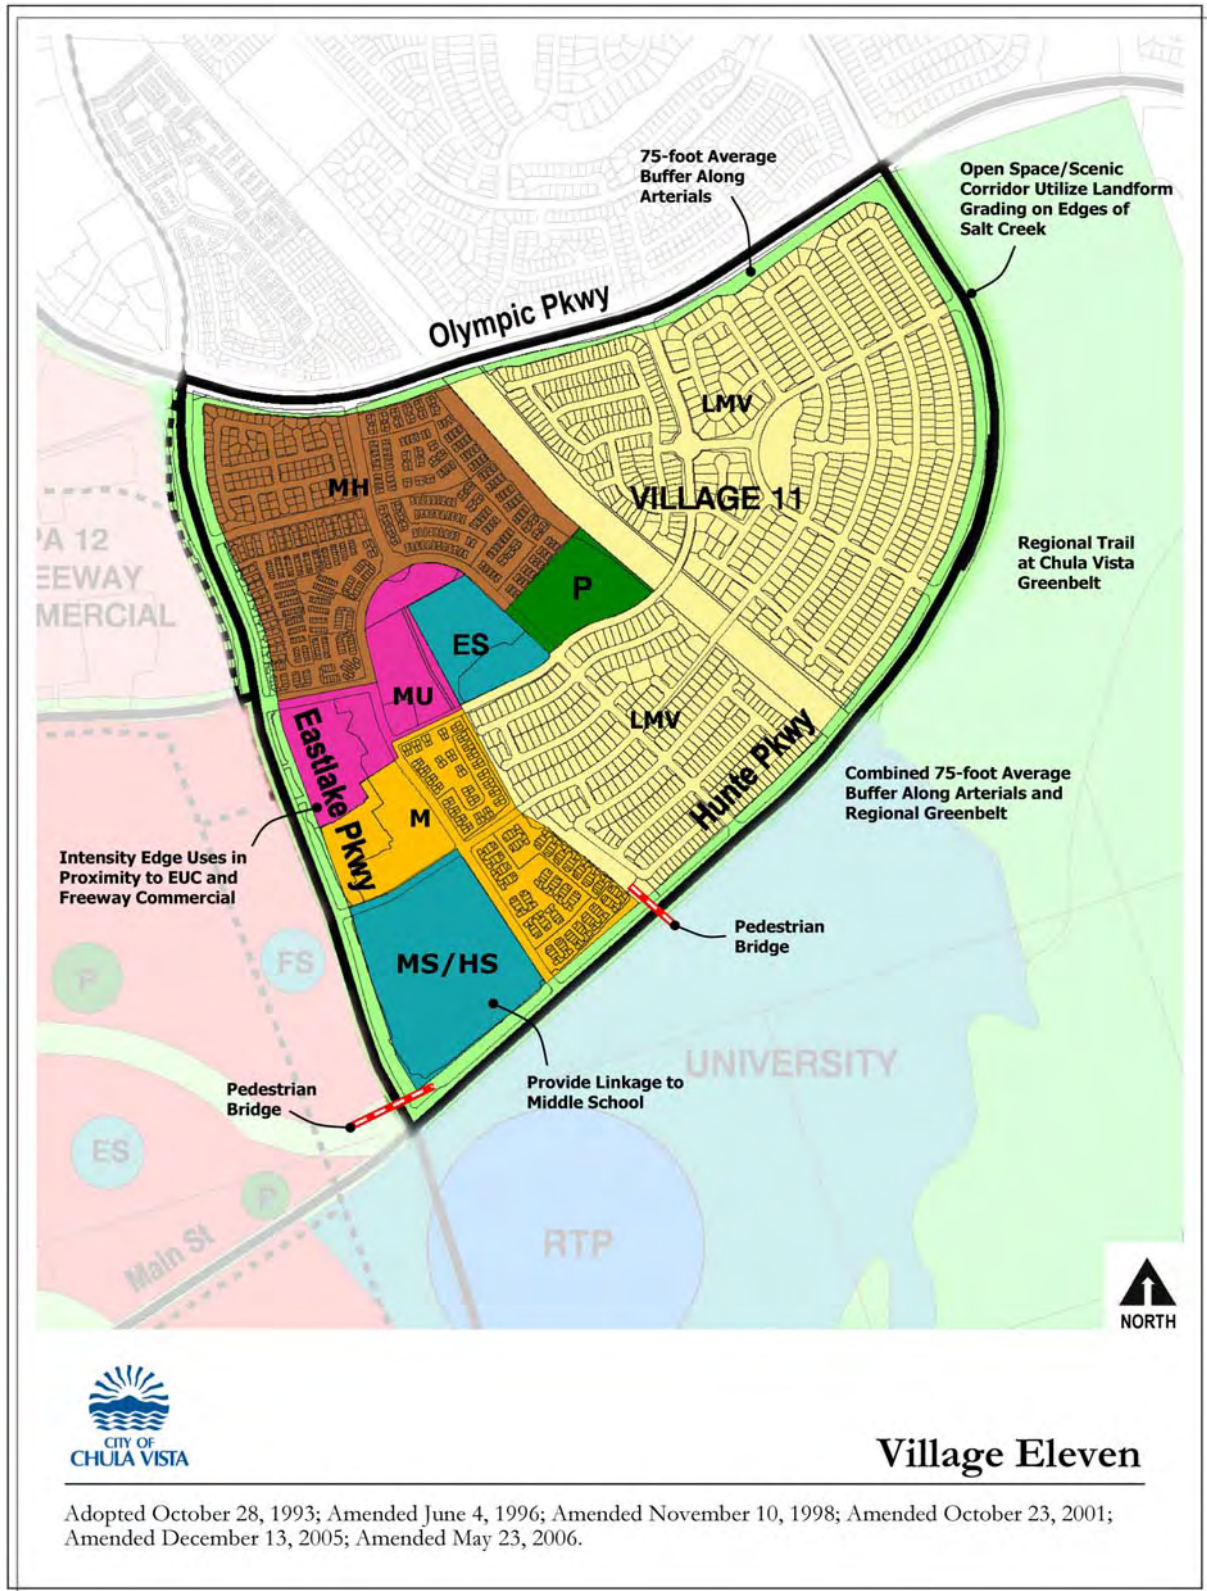 75-foot Average
Buffer Along
Arterials
Open Space/Scenic
Corridor Utilize Landform
Grading on Edges of
Salt Creek
Olympic Pkwy
LMV
MH
VILLAGE 11
PA 12
EEWAY
MERCIAL
Regional Trail
at Chula Vista
Greenbelt
P
ES
MU
LMV
Eastlake Pkwy
Hunte Pkwy
Combined 75-foot Average
Buffer Along Arterials and
Regional Greenbelt
M
Intensity Edge Uses in
Proximity to EUC and
Freeway Commercial
Pedestrian
Bridge
MS/HS
P
FS
UNIVERSITY
Pedestrian
Bridge
Provide Linkage to
Middle School
ES
P
Main St
RTP
NORTH
CITY OF
CHULA VISTA
Village Eleven
Adopted October 28, 1993; Amended June 4, 1996; Amended November 10, 1998; Amended October 23, 2001;
Amended December 13, 2005; Amended May 23, 2006.